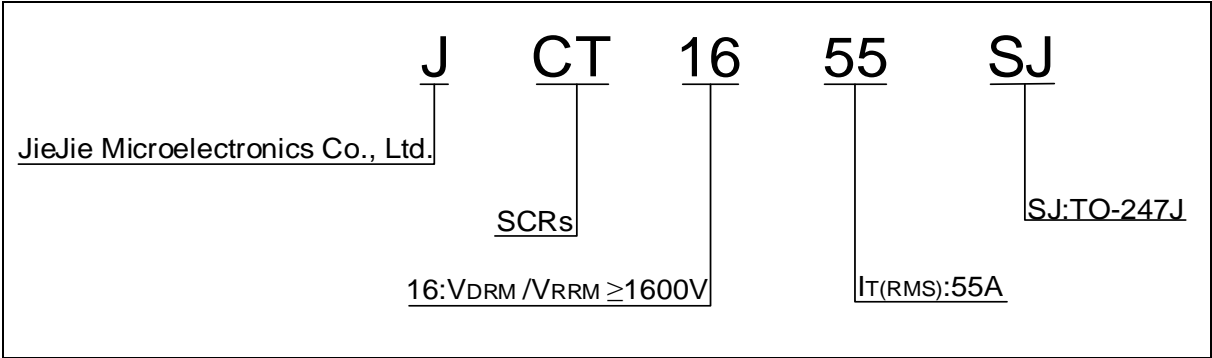 J CT 16 55 SJ
JieJie Microelectronics Co., Ltd.
SCRs
SJ:TO-247J
16:VDRM /VRRM ≥1600V
IT(RMS):55A